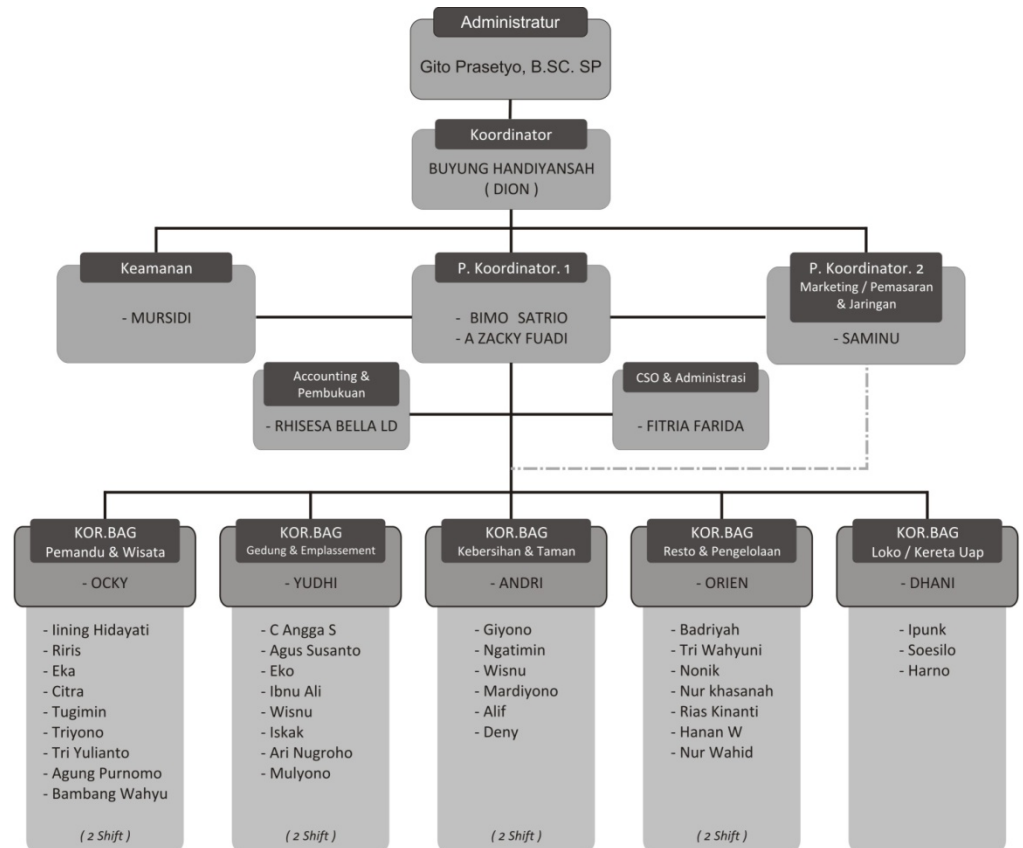 Administratur
Gito Prasetyo, B.SC. SP
Koordinator
BUYUNG HANDIYANSAH
( DION )
Keamanan
- MURSIDI
P. Koordinator. 1
- BIMO SATRIO
- A ZACKY FUADI
P. Koordinator. 2
Marketing / Pemasaran
& Jaringan
- SAMINU
Accounting &
Pembukuan
- RHISESA BELLA LD
CSO & Administrasi
- FITRIA FARIDA
KOR.BAG
Pemandu & Wisata
- OCKY
- Iining Hidayati
- Riris
- Eka
- Citra
- Tugimin
- Triyono
- Tri Yulianto
- Agung Purnomo
- Bambang Wahyu
( 2 Shift )
KOR.BAG
Gedung & Emplassement
- YUDHI
- C Angga S
- Agus Susanto
- Eko
- Ibnu Ali
- Wisnu
- Iskak
- Ari Nugroho
- Mulyono
( 2 Shift )
KOR.BAG
Kebersihan & Taman
- ANDRI
- Giyono
- Ngatimin
- Wisnu
- Mardiyono
- Alif
- Deny
( 2 Shift )
KOR.BAG
Resto & Pengelolaan
- ORIEN
- Badriyah
- Tri Wahyuni
- Nonik
- Nur khasanah
- Rias Kinanti
- Hanan W
- Nur Wahid
( 2 Shift )
KOR.BAG
Loko / Kereta Uap
- DHANI
- Ipunk
- Soesilo
- Harno